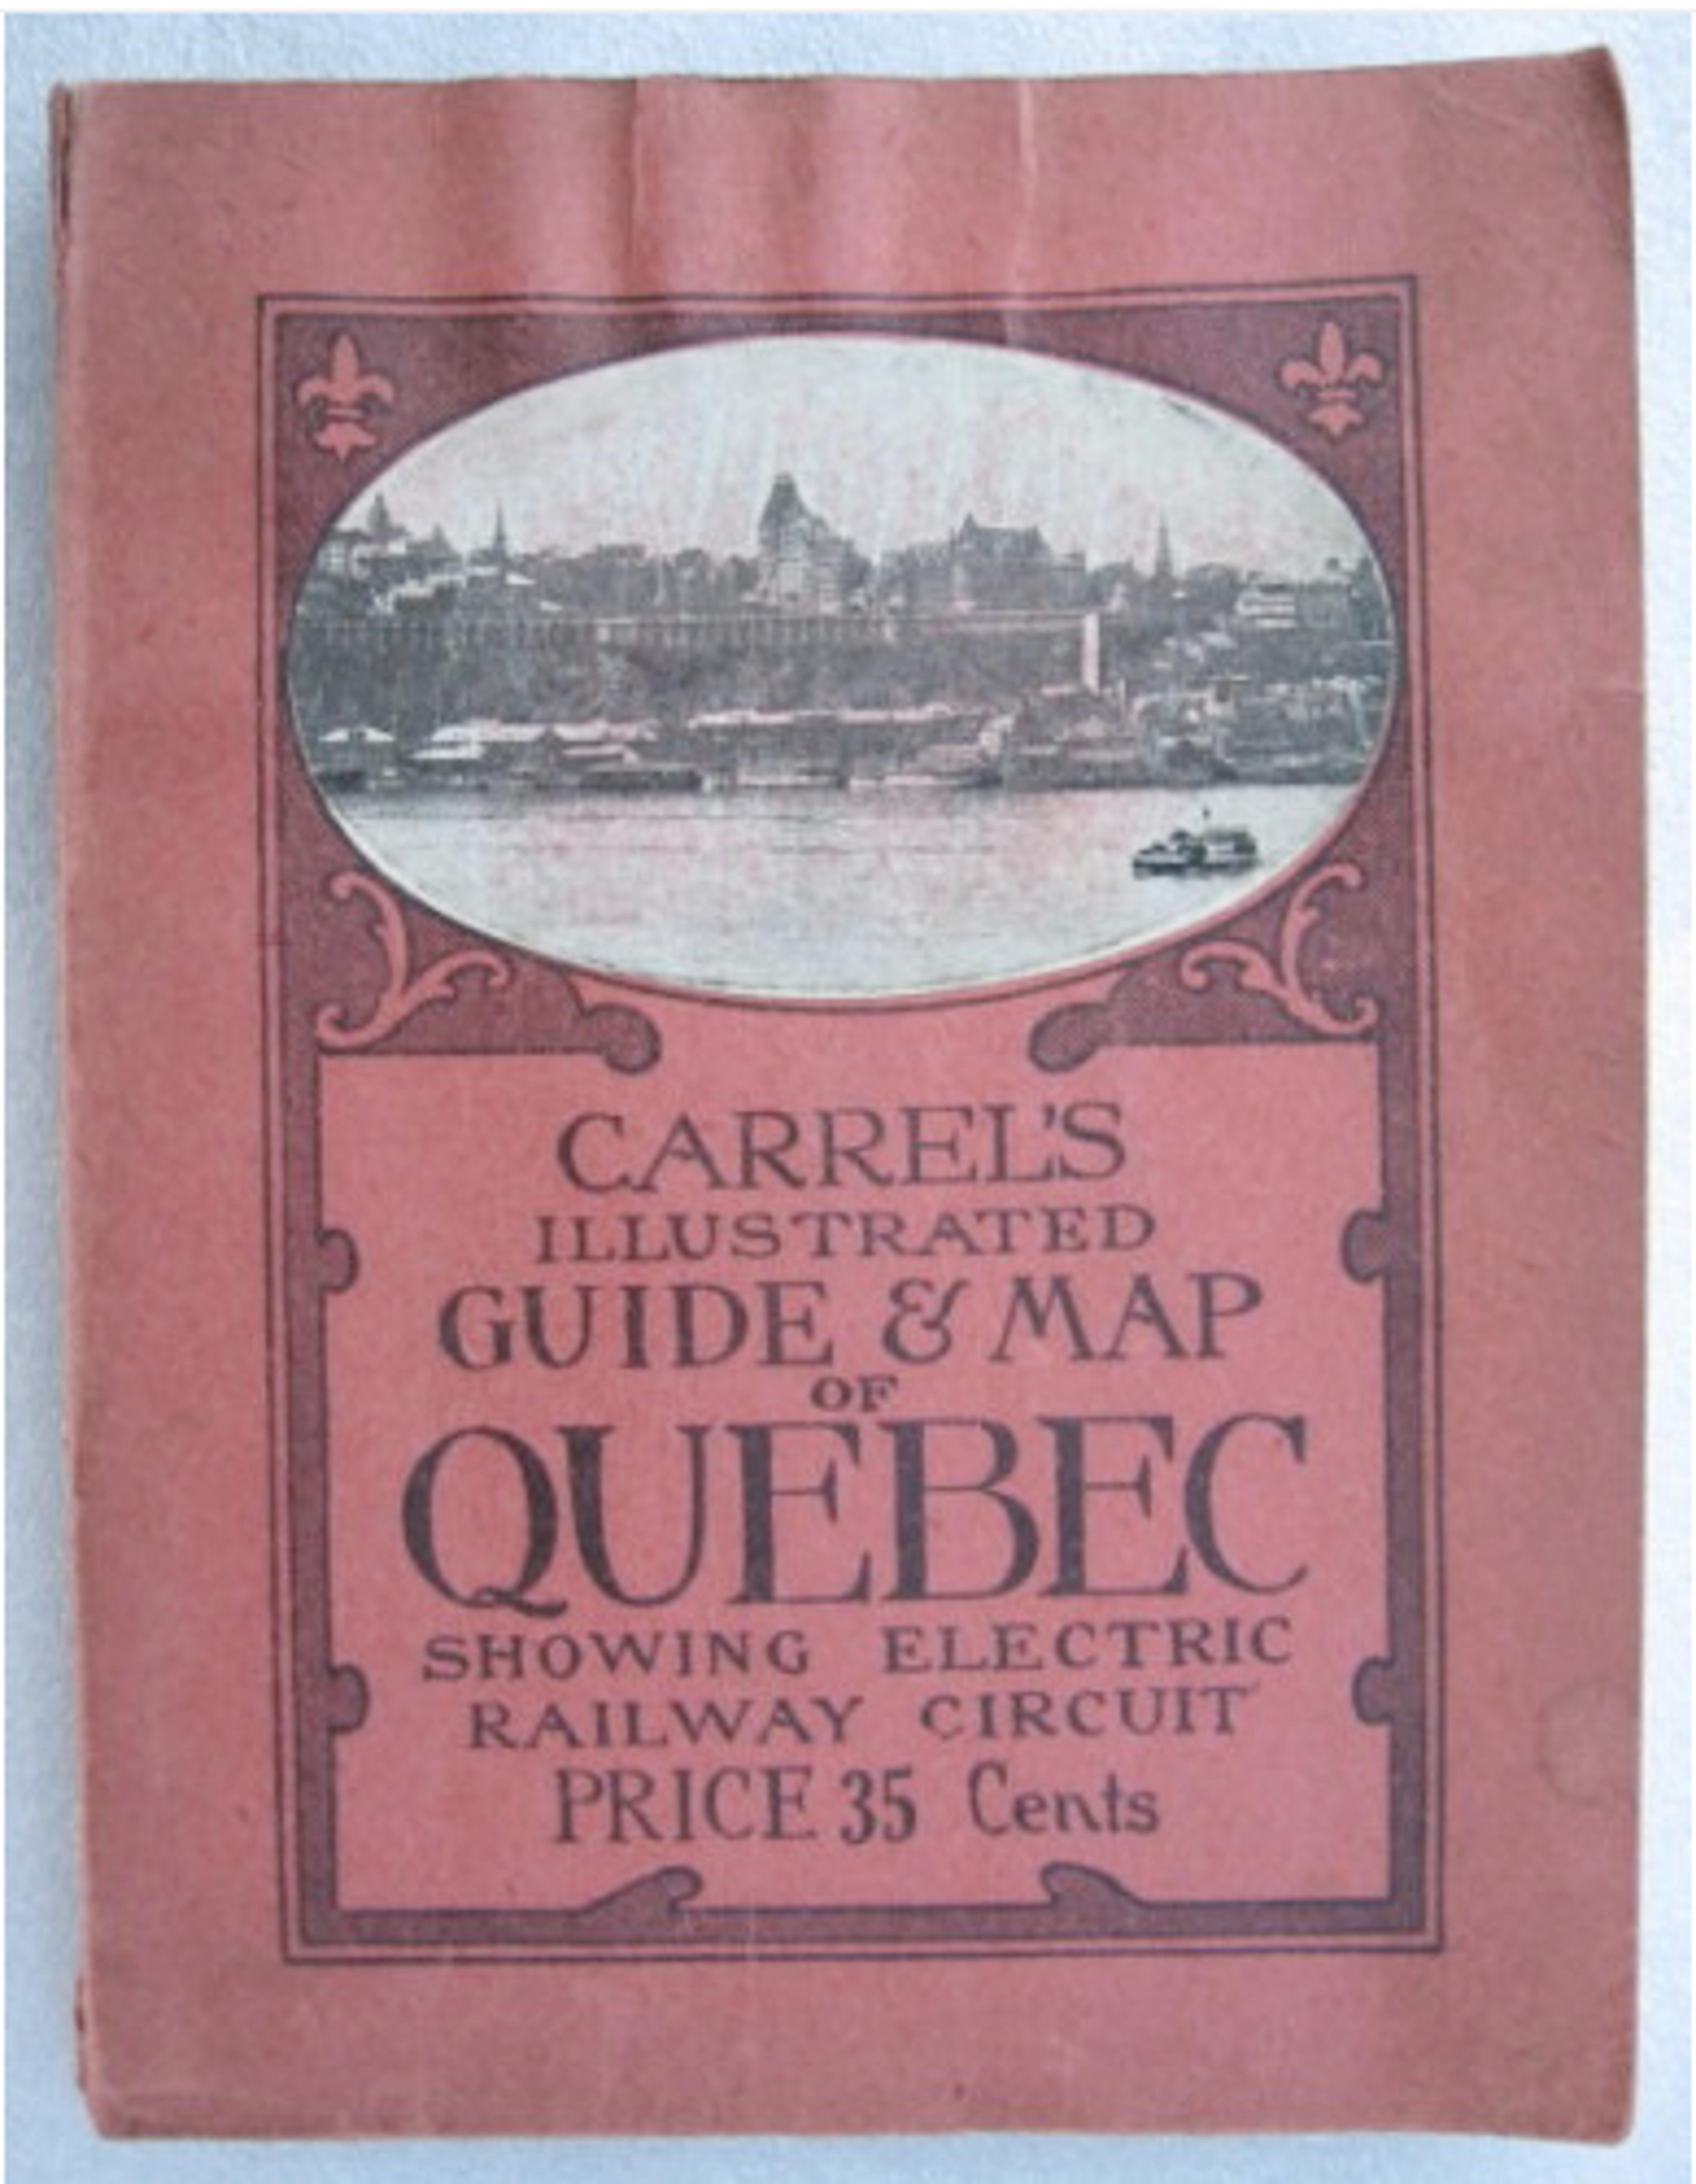 CARREL'S
ILLUSTRATED
GUIDE & MAP
OF
QUEBEC
SHOWING ELECTRIC
RAILWAY CIRCUIT
PRICE 35 Cents